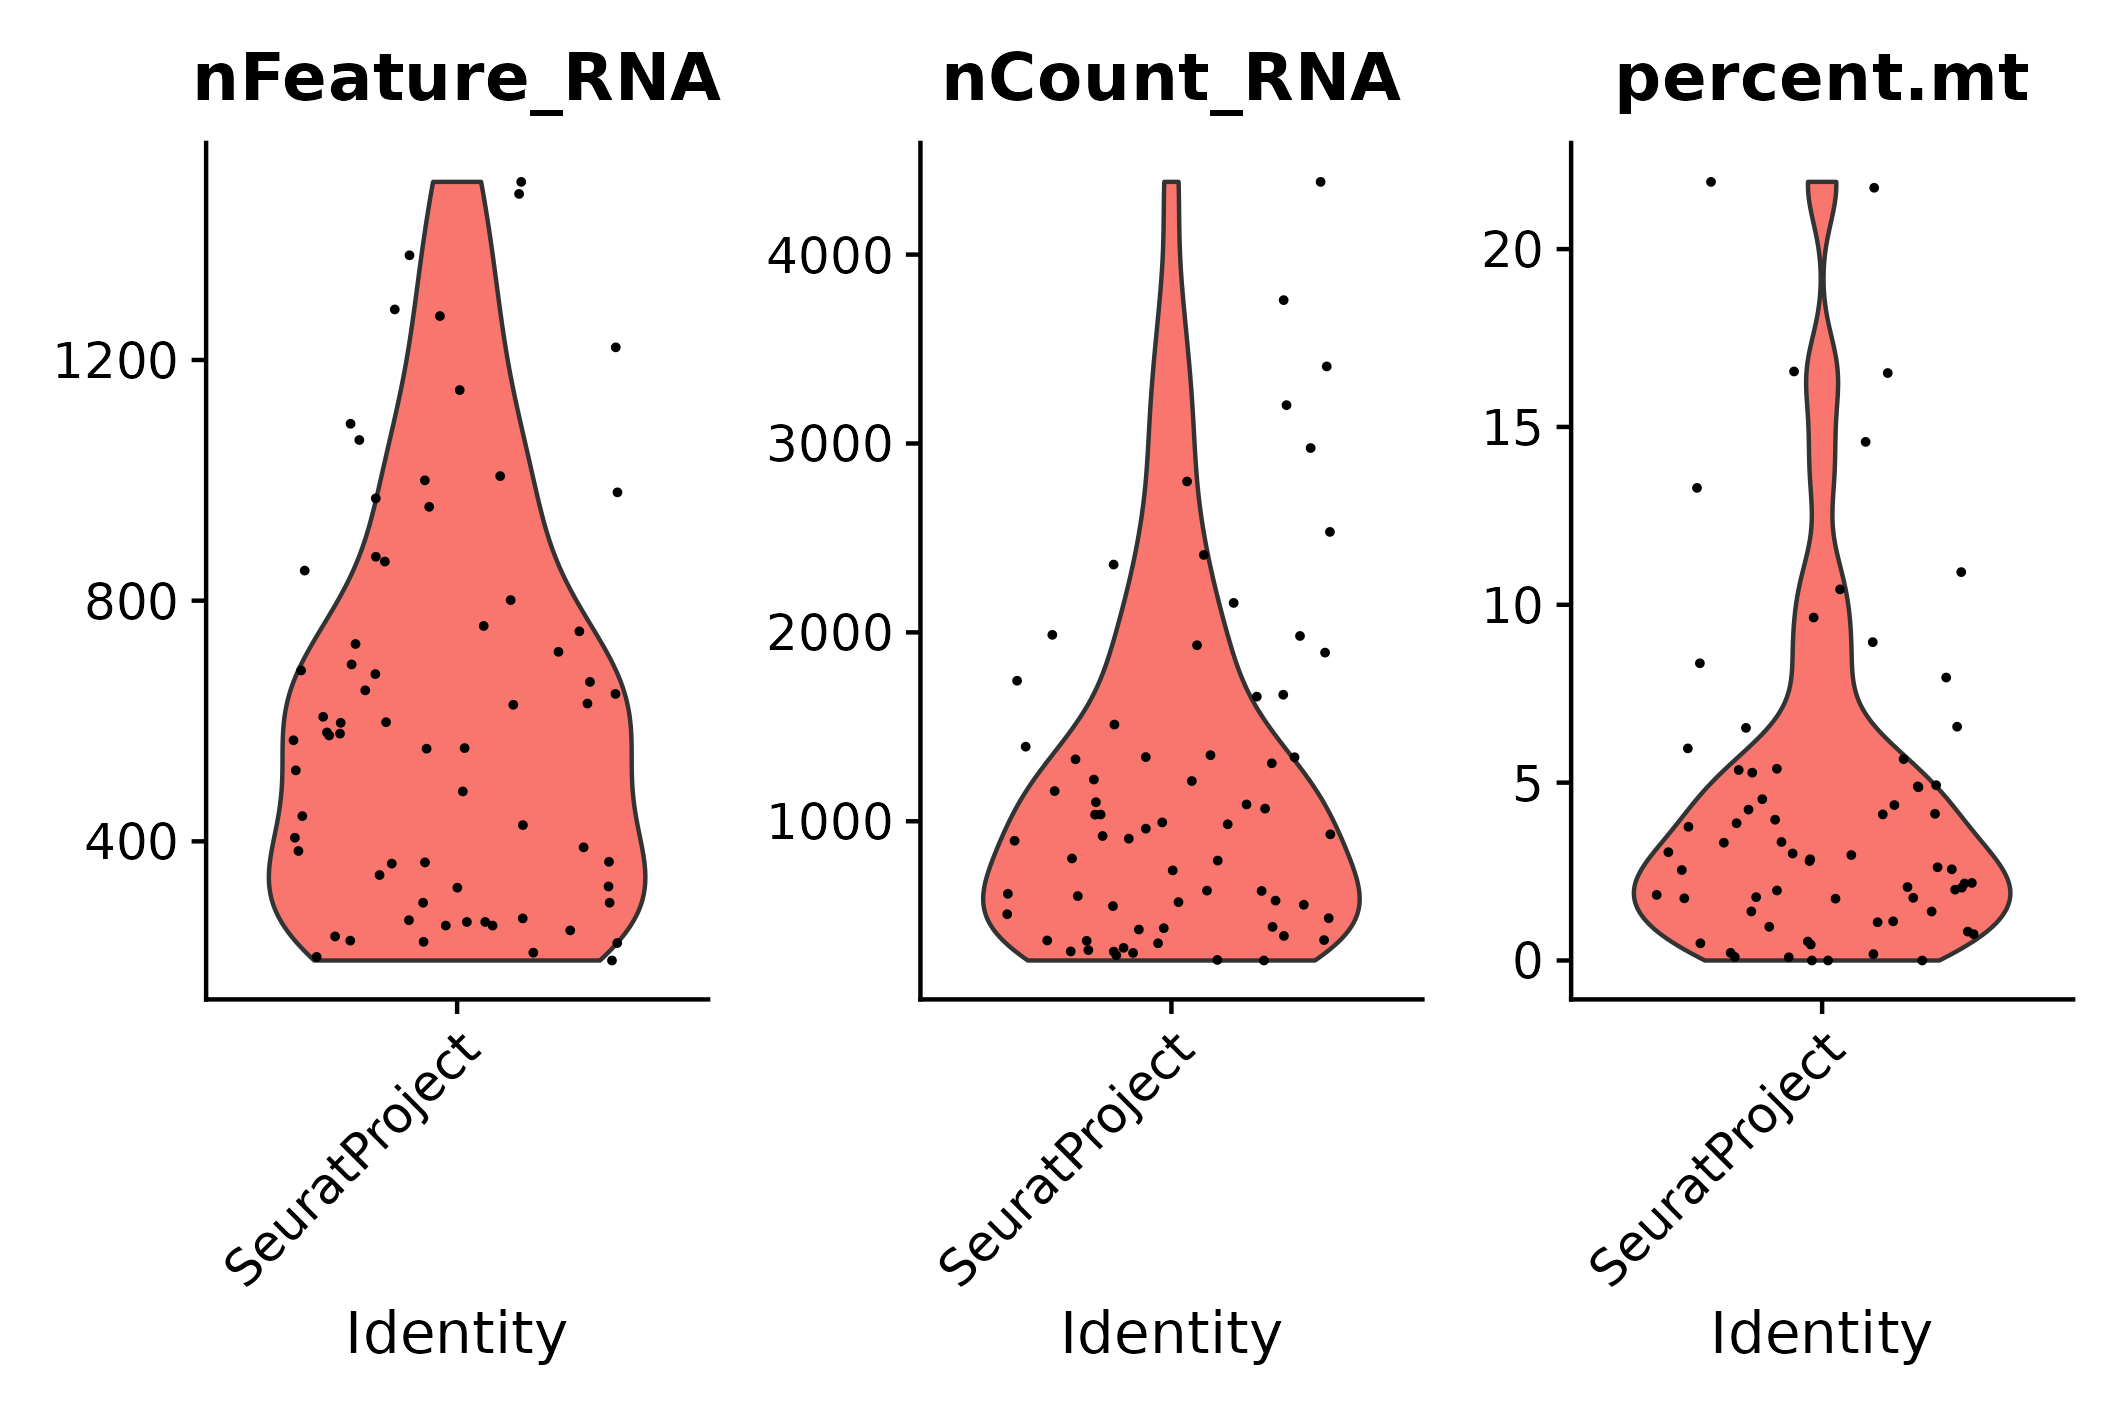 nFeature_RNA
1200
800
400
SeuratProject
Identity
nCount_RNA
4000
3000
2000
1000
SeuratProject
Identity
percent.mt
20
15
10
5
0
SeuratProject
Identity